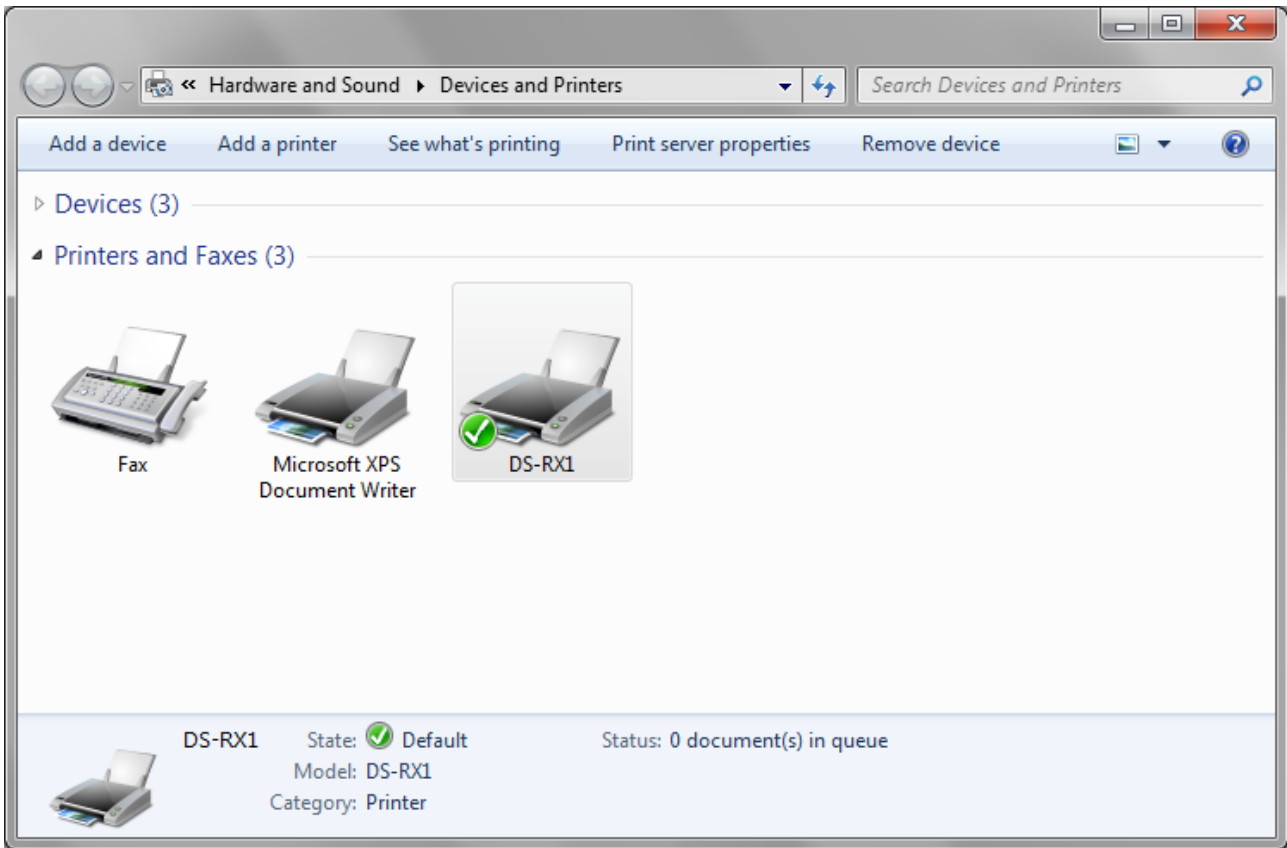 « Hardware and Sound ▸ Devices and Printers Search Devices and Printers
Add a device Add a printer See what's printing Print server properties Remove device
Devices (3)
Printers and Faxes (3)
Fax
Microsoft XPS
Document Writer
DS-RX1
DS-RX1 State: Default Status: 0 document(s) in queue
Model: DS-RX1
Category: Printer